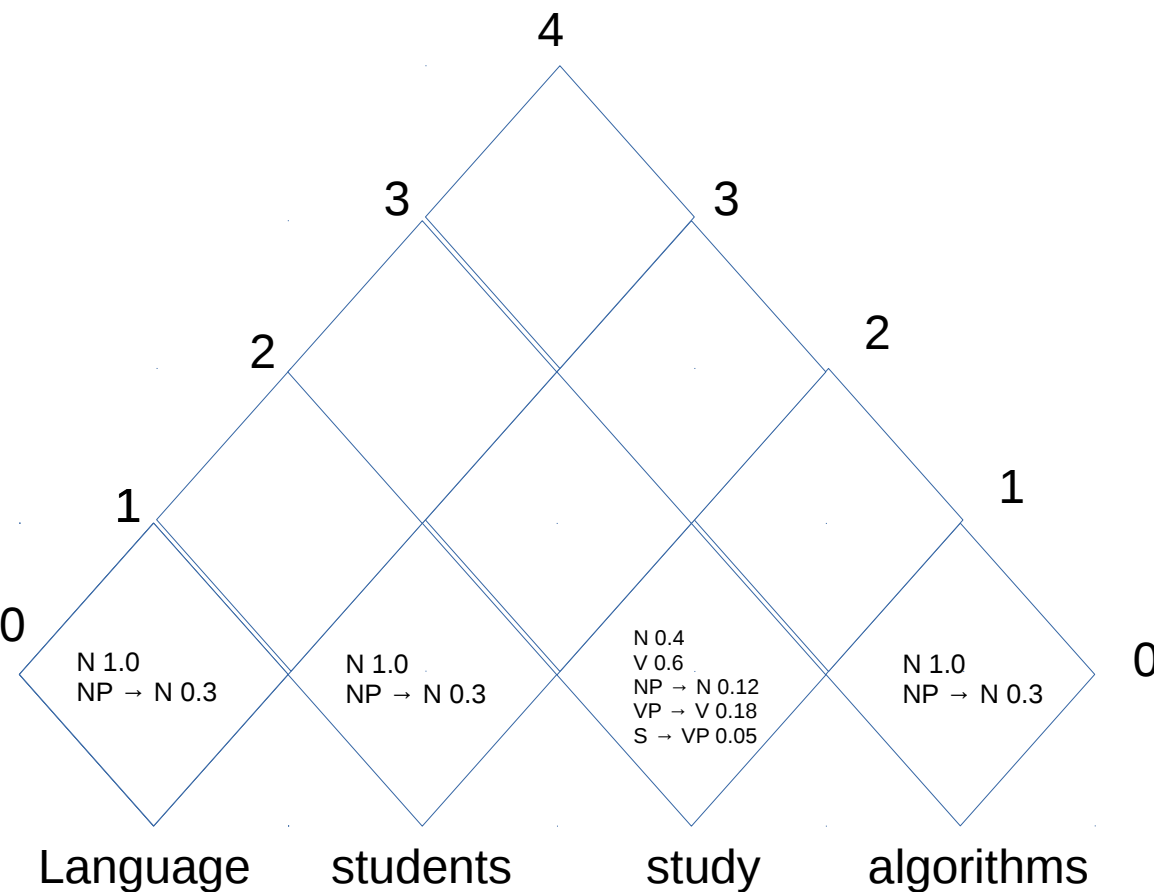 4
3
3
2
2
1
1
0
0
N 1.0
NP → N 0.3
N 1.0
NP → N 0.3
N 0.4
V 0.6
NP → N 0.12
VP → V 0.18
S → VP 0.05
N 1.0
NP → N 0.3
Language
students
study
algorithms